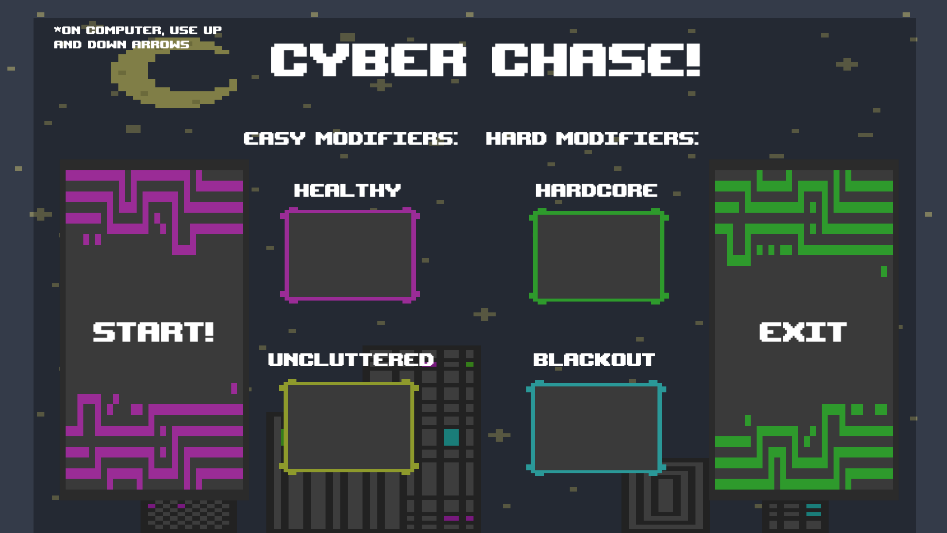 *ON COMPUTER, USE UP
AND DOWN ARROWS
CYBER CHASE!
EASY MODIFIERS:
HARD MODIFIERS:
HEALTHY
HARDCORE
START!
EXIT
UNCLUTTERED
BLACKOUT